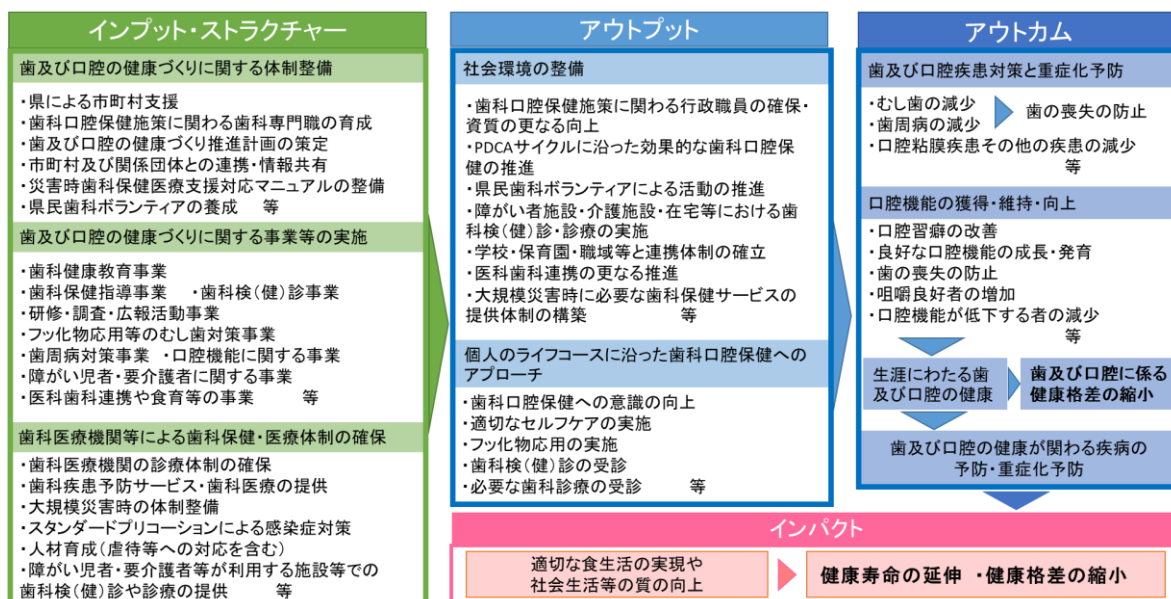 インプット・ストラクチャー
歯及び口腔の健康づくりに関する体制整備
・県による市町村支援
・歯科口腔保健施策に関わる歯科専門職の育成
・歯及び口腔の健康づくり推進計画の策定
・市町村及び関係団体との連携・情報共有
・災害時歯科保健医療支援対応マニュアルの整備
・県民歯科ボランティアの養成 等
歯及び口腔の健康づくりに関する事業等の実施
・歯科健康教育事業
・歯科保健指導事業 ・歯科検(健)診事業
・研修・調査・広報活動事業
・フッ化物応用等のむし歯対策事業
・歯周病対策事業 ・口腔機能に関する事業
・障がい児者・要介護者に関する事業
・医科歯科連携や食育等の事業 等
歯科医療機関等による歯科保健・医療体制の確保
・歯科医療機関の診療体制の確保
・歯科疾患予防サービス・歯科医療の提供
・大規模災害時の体制整備
・スタンダードプリコーションによる感染症対策
・人材育成(虐待等への対応を含む)
・障がい児者・要介護者等が利用する施設等での
歯科検(健)診や診療の提供 等
アウトプット
社会環境の整備
・歯科口腔保健施策に関わる行政職員の確保・
資質の更なる向上
・PDCAサイクルに沿った効果的な歯科口腔保
健の推進
・県民歯科ボランティアによる活動の推進
・障がい者施設・介護施設・在宅等における歯
科検(健)診・診療の実施
・学校・保育園・職域等と連携体制の確立
・医科歯科連携の更なる推進
・大規模災害時に必要な歯科保健サービスの
提供体制の構築 等
個人のライフコースに沿った歯科口腔保健への
アプローチ
・歯科口腔保健への意識の向上
・適切なセルフケアの実施
・フッ化物応用の実施
・歯科検(健)診の受診
・必要な歯科診療の受診 等
アウトカム
歯及び口腔疾患対策と重症化予防
・むし歯の減少
・歯周病の減少
歯の喪失の防止
・口腔粘膜疾患その他の疾患の減少
等
口腔機能の獲得・維持・向上
・口腔習癖の改善
・良好な口腔機能の成長・発育
・歯の喪失の防止
・咀嚼良好者の増加
・口腔機能が低下する者の減少
等
生涯にわたる歯
及び口腔の健康
歯及び口腔に係る
健康格差の縮小
歯及び口腔の健康が関わる疾病の
予防・重症化予防
インパクト
適切な食生活の実現や
社会生活等の質の向上
健康寿命の延伸 ・健康格差の縮小